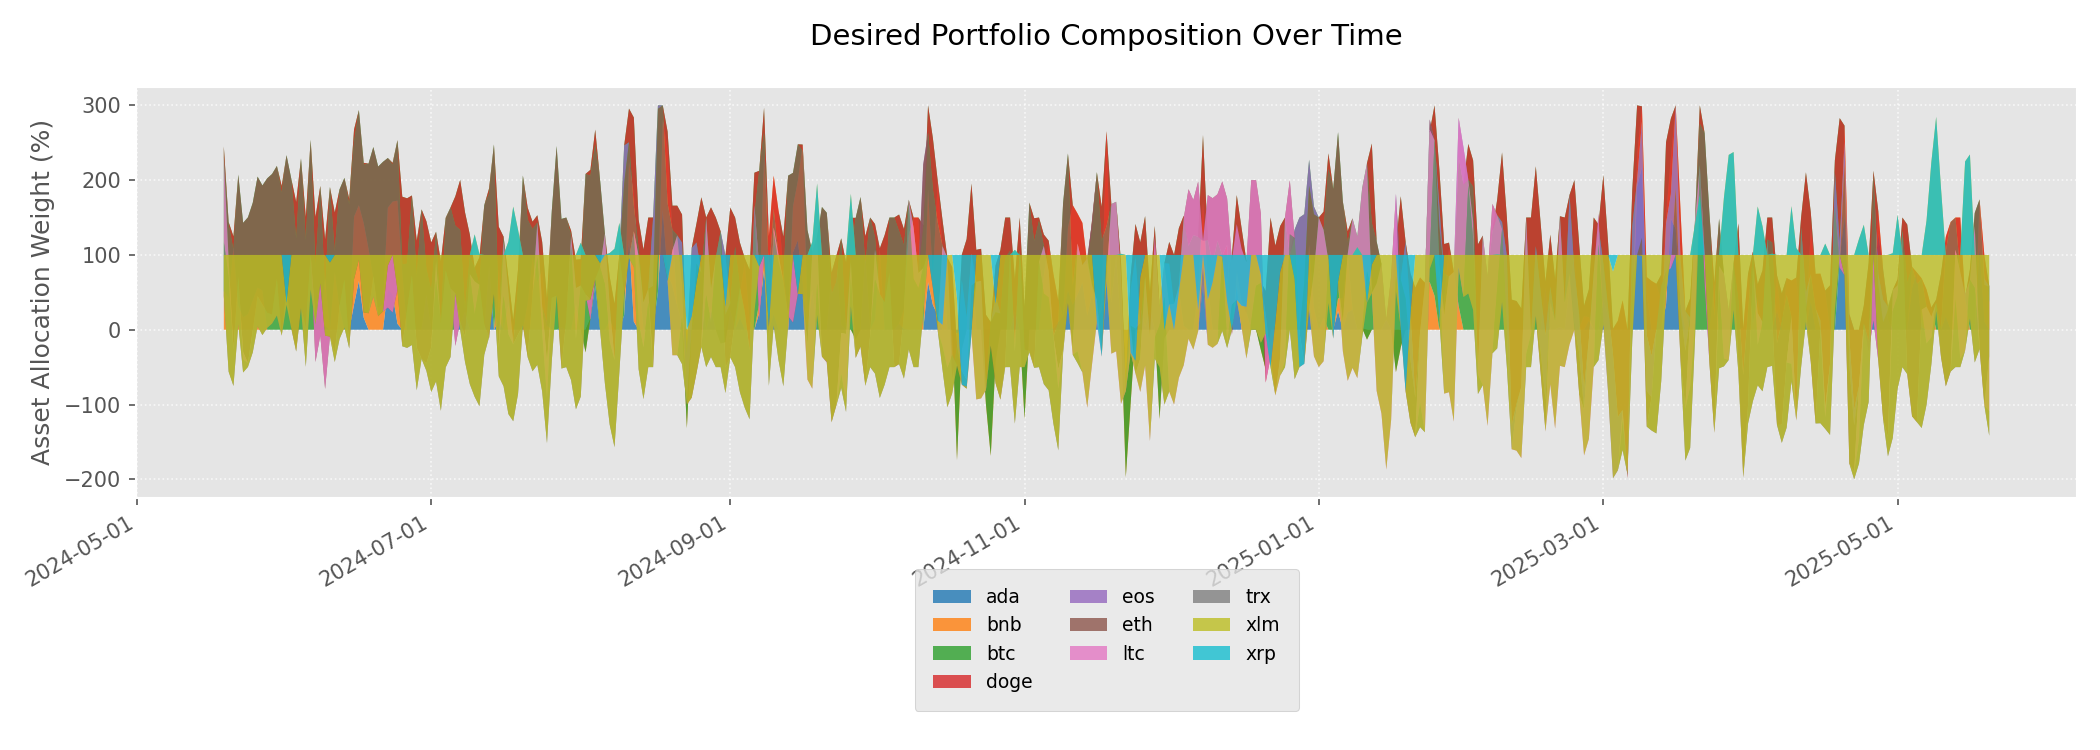 Desired Portfolio Composition Over Time
Asset Allocation Weight (%)
300
200
100
0
−100
−200
2024-05-01
2024-07-01
2024-09-01
2024-11-01
2025-01-01
2025-03-01
2025-05-01
ada
bnb
btc
doge
eos
eth
ltc
trx
xlm
xrp